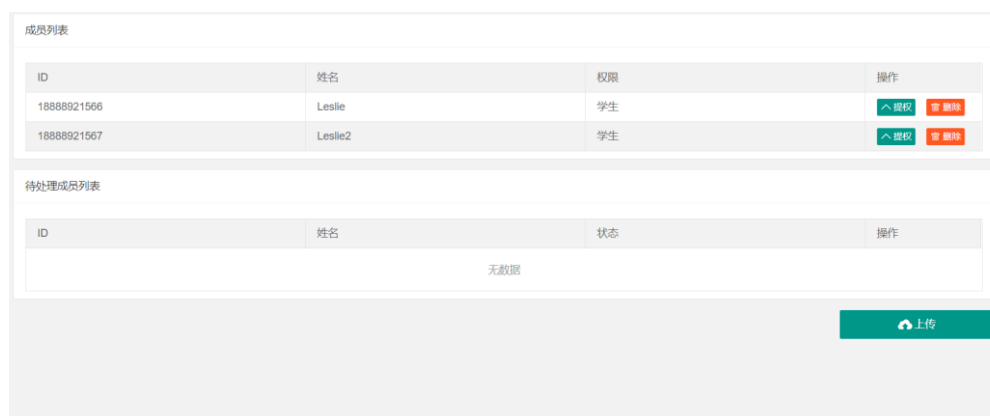 成员列表
ID 姓名 权限 操作
18888921566 Leslie 学生 提权 删除
18888921567 Leslie2 学生 提权 删除
待处理成员列表
ID 姓名 状态 操作
无数据
上传